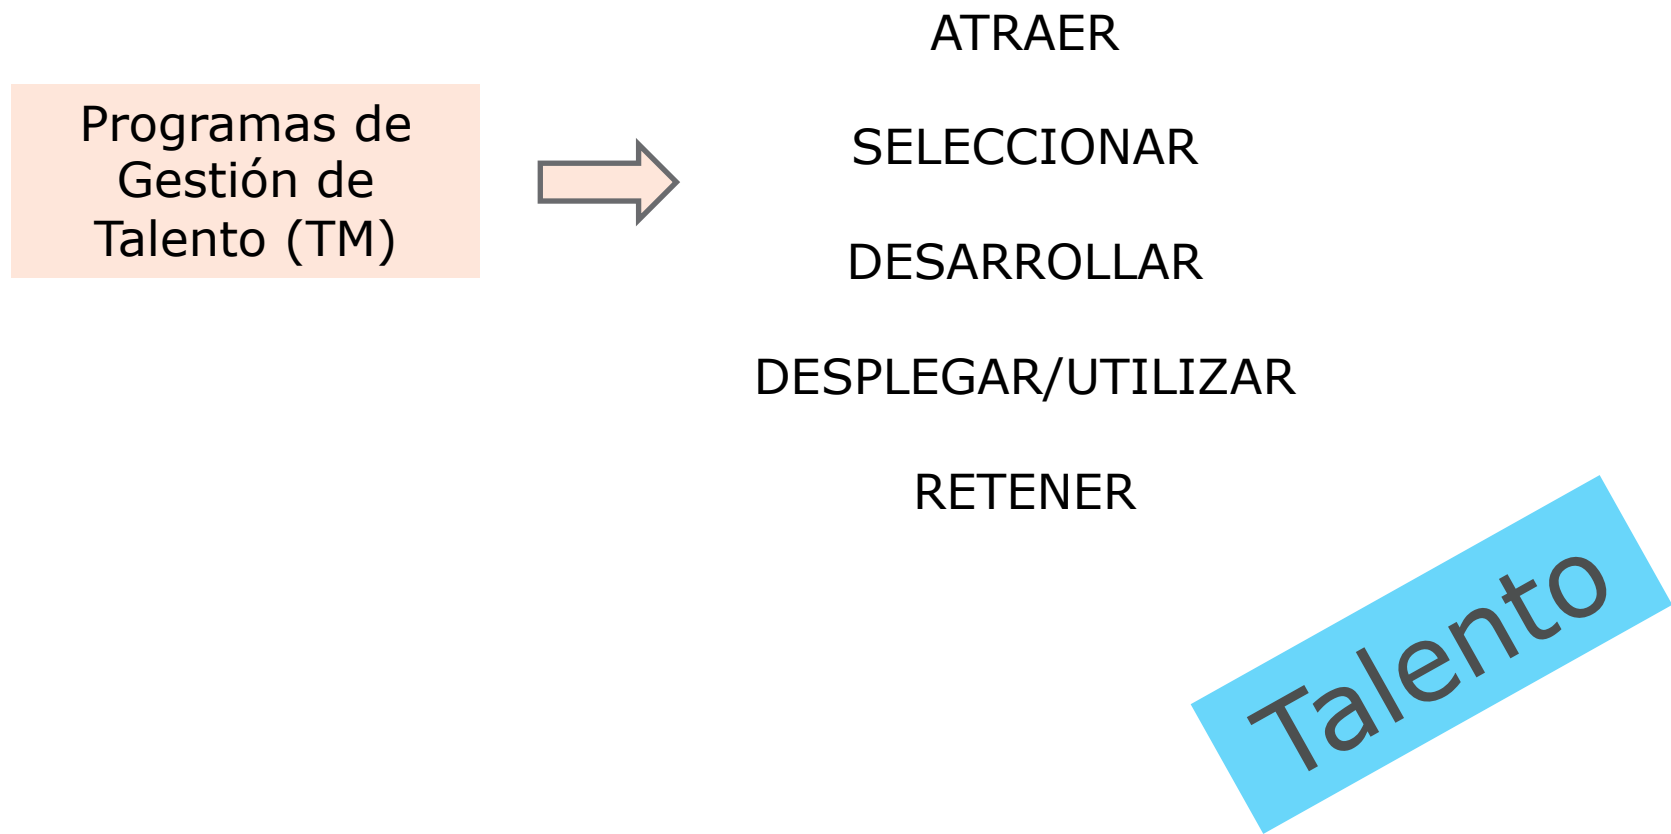 Programas de
Gestión de
Talento (TM)
ATRAER
SELECCIONAR
DESARROLLAR
DESPLEGAR/UTILIZAR
RETENER
Talento